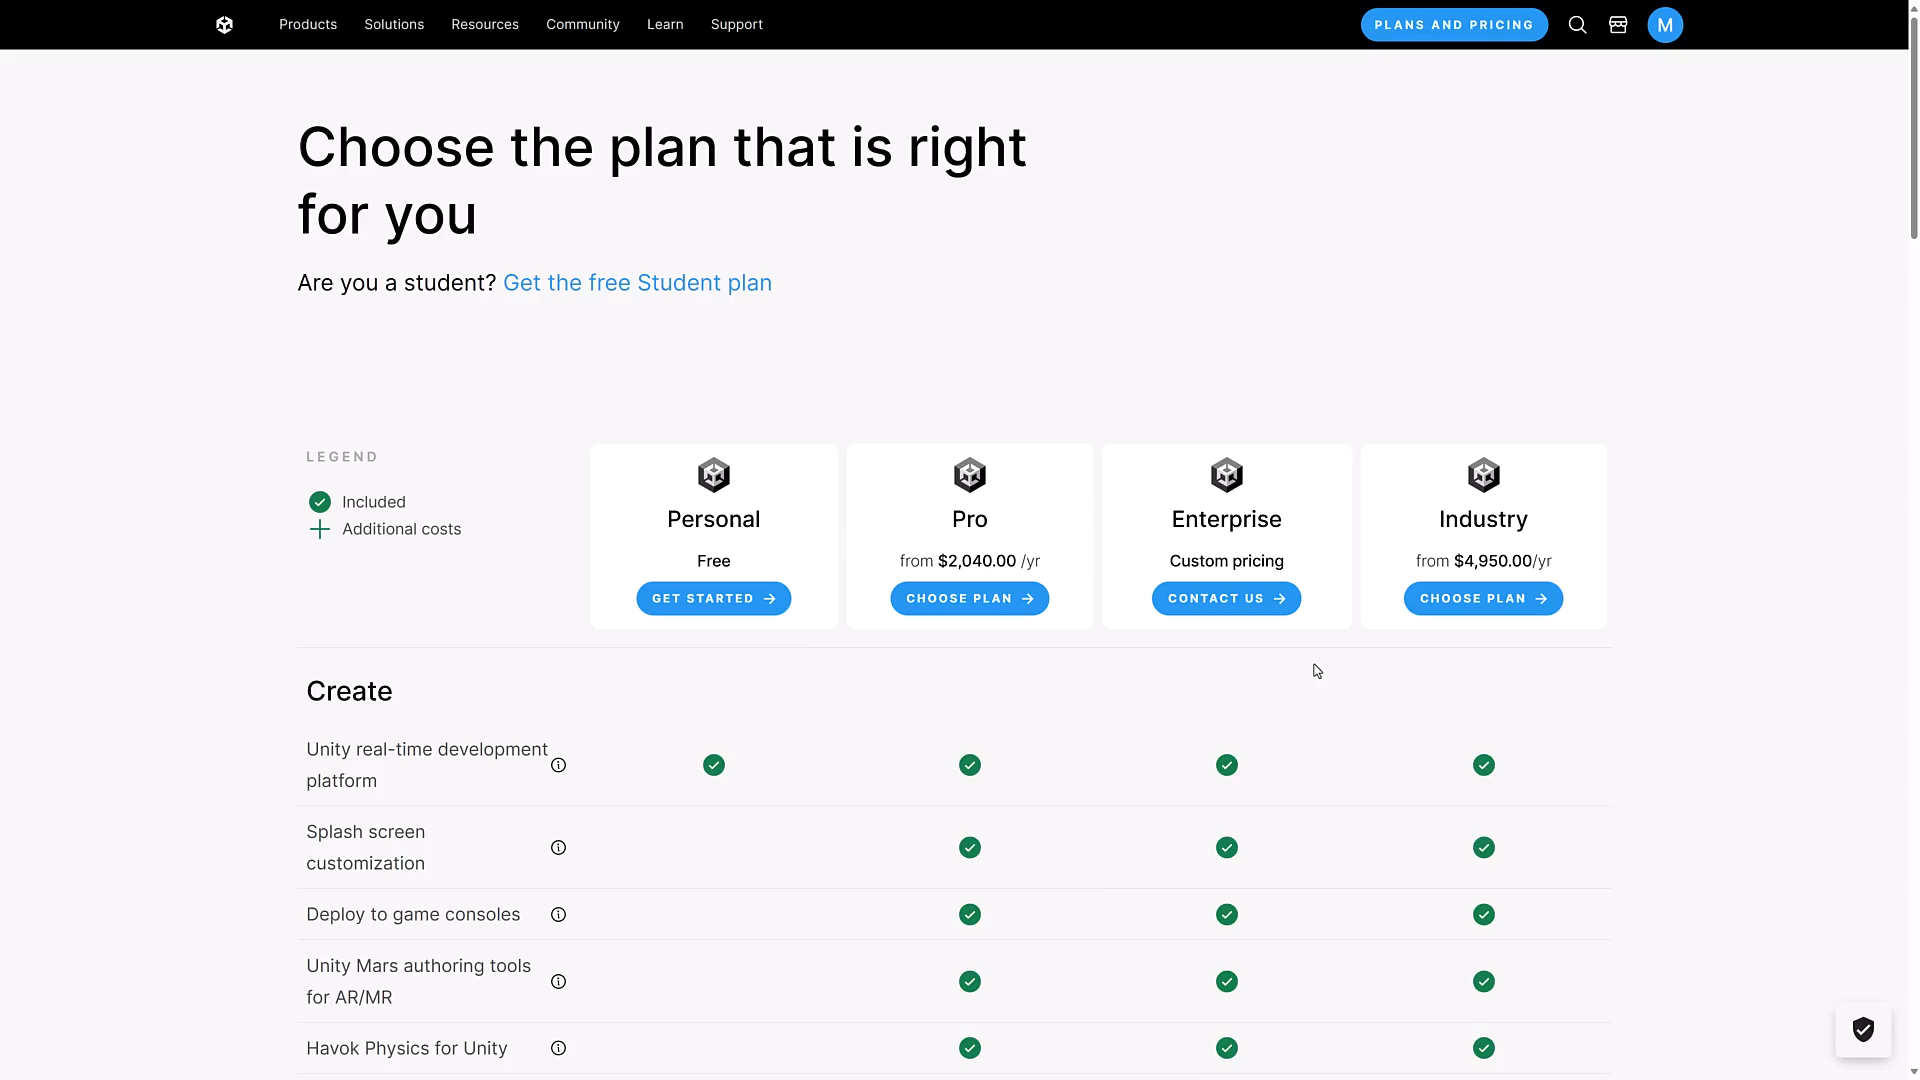 Products Solutions Resources Community Learn Support PLANS AND PRICING M
Choose the plan that is right
for you
Are you a student? Get the free Student plan
LEGEND
Included
Additional costs
Personal
Free
GET STARTED
Pro
from $2,040.00 /yr
CHOOSE PLAN
Enterprise
Custom pricing
CONTACT US
Industry
from $4,950.00/yr
CHOOSE PLAN
Create
Unity real-time development
platform
Splash screen
customization
Deploy to game consoles
Unity Mars authoring tools
for AR/MR
Havok Physics for Unity